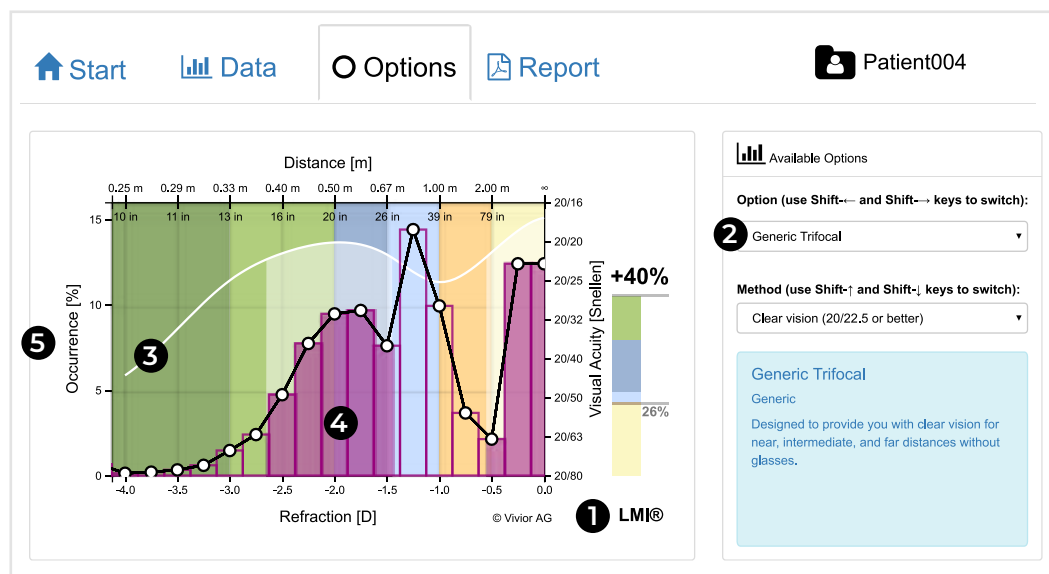 Start
Data
Options
Report
Patient004
Distance [m]
0.25 m 0.29 m 0.33 m 0.40 m 0.50 m 0.67 m 1.00 m 2.00 m ∞
10 in 11 in 13 in 16 in 20 in 26 in 39 in 79 in
15
10
5
0
Occurrence [%]
20/16
20/20
20/25
20/32
20/40
20/50
20/63
20/80
Visual Acuity [Snellen]
-4.0 -3.5 -3.0 -2.5 -2.0 -1.5 -1.0 -0.5 0.0
Refraction [D]
© Vivior AG
5
3
4
+40%
26%
1 LMI®
Available Options
Option (use Shift-← and Shift-→ keys to switch):
2 Generic Trifocal
Method (use Shift-↑ and Shift-↓ keys to switch):
Clear vision (20/22.5 or better)
Generic Trifocal
Generic
Designed to provide you with clear vision for
near, intermediate, and far distances without
glasses.